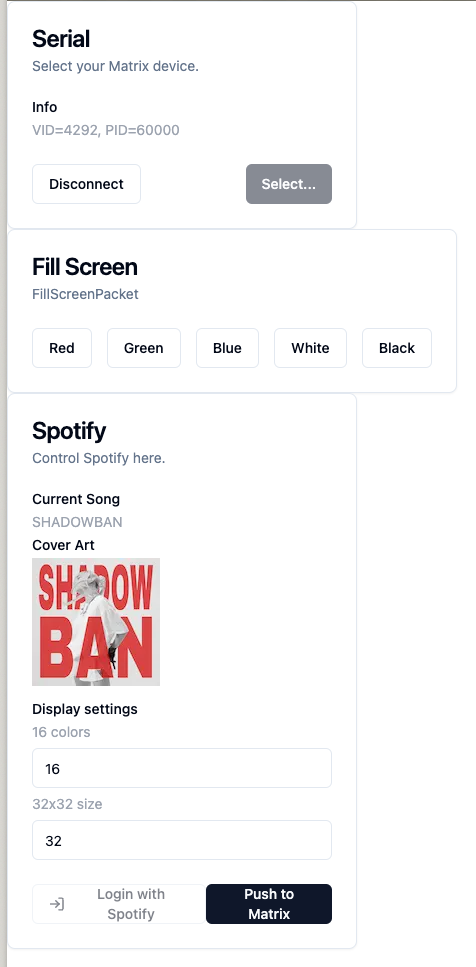 Serial
Select your Matrix device.
Info
VID=4292, PID=60000
Disconnect
Select...
Fill Screen
FillScreenPacket
Red
Green
Blue
White
Black
Spotify
Control Spotify here.
Current Song
SHADOWBAN
Cover Art
SHADOW
BAN
Display settings
16 colors
16
32x32 size
32
Login with
Spotify
Push to
Matrix